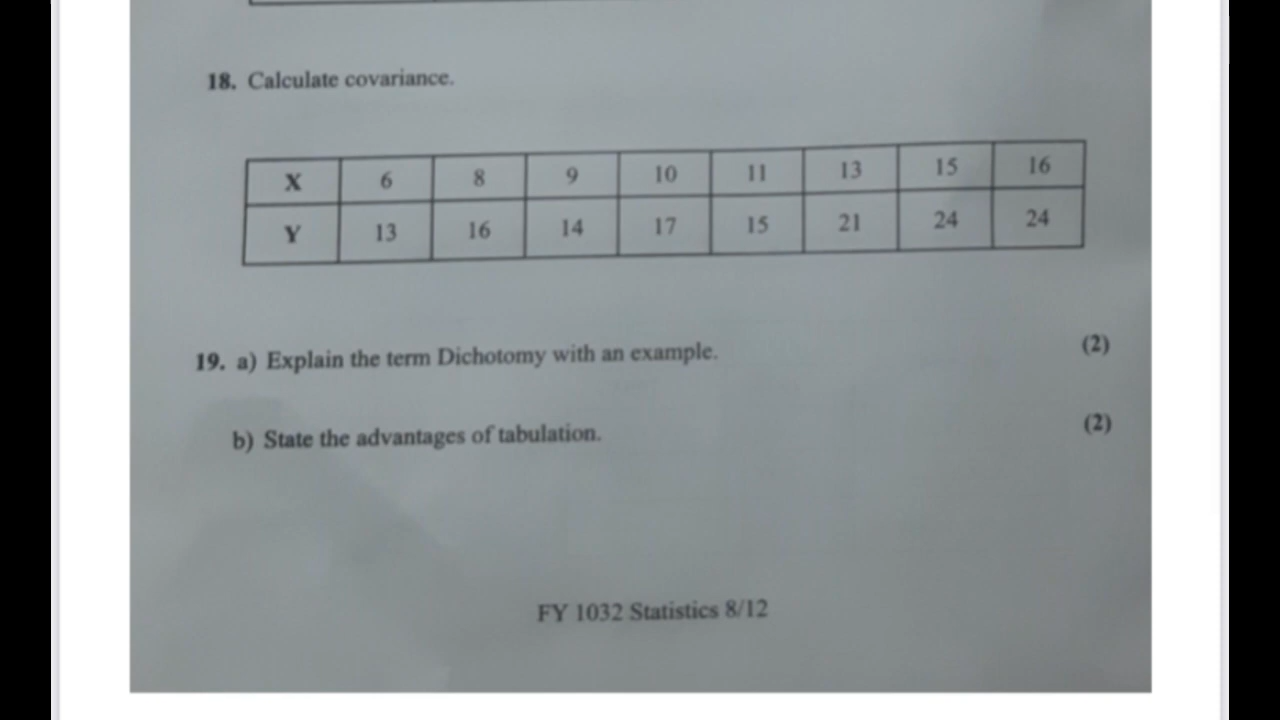 18. Calculate covariance.
X 6 8 9 10 11 13 15 16
Y 13 16 14 17 15 21 24 24
19. a) Explain the term Dichotomy with an example. (2)
b) State the advantages of tabulation. (2)
FY 1032 Statistics 8/12